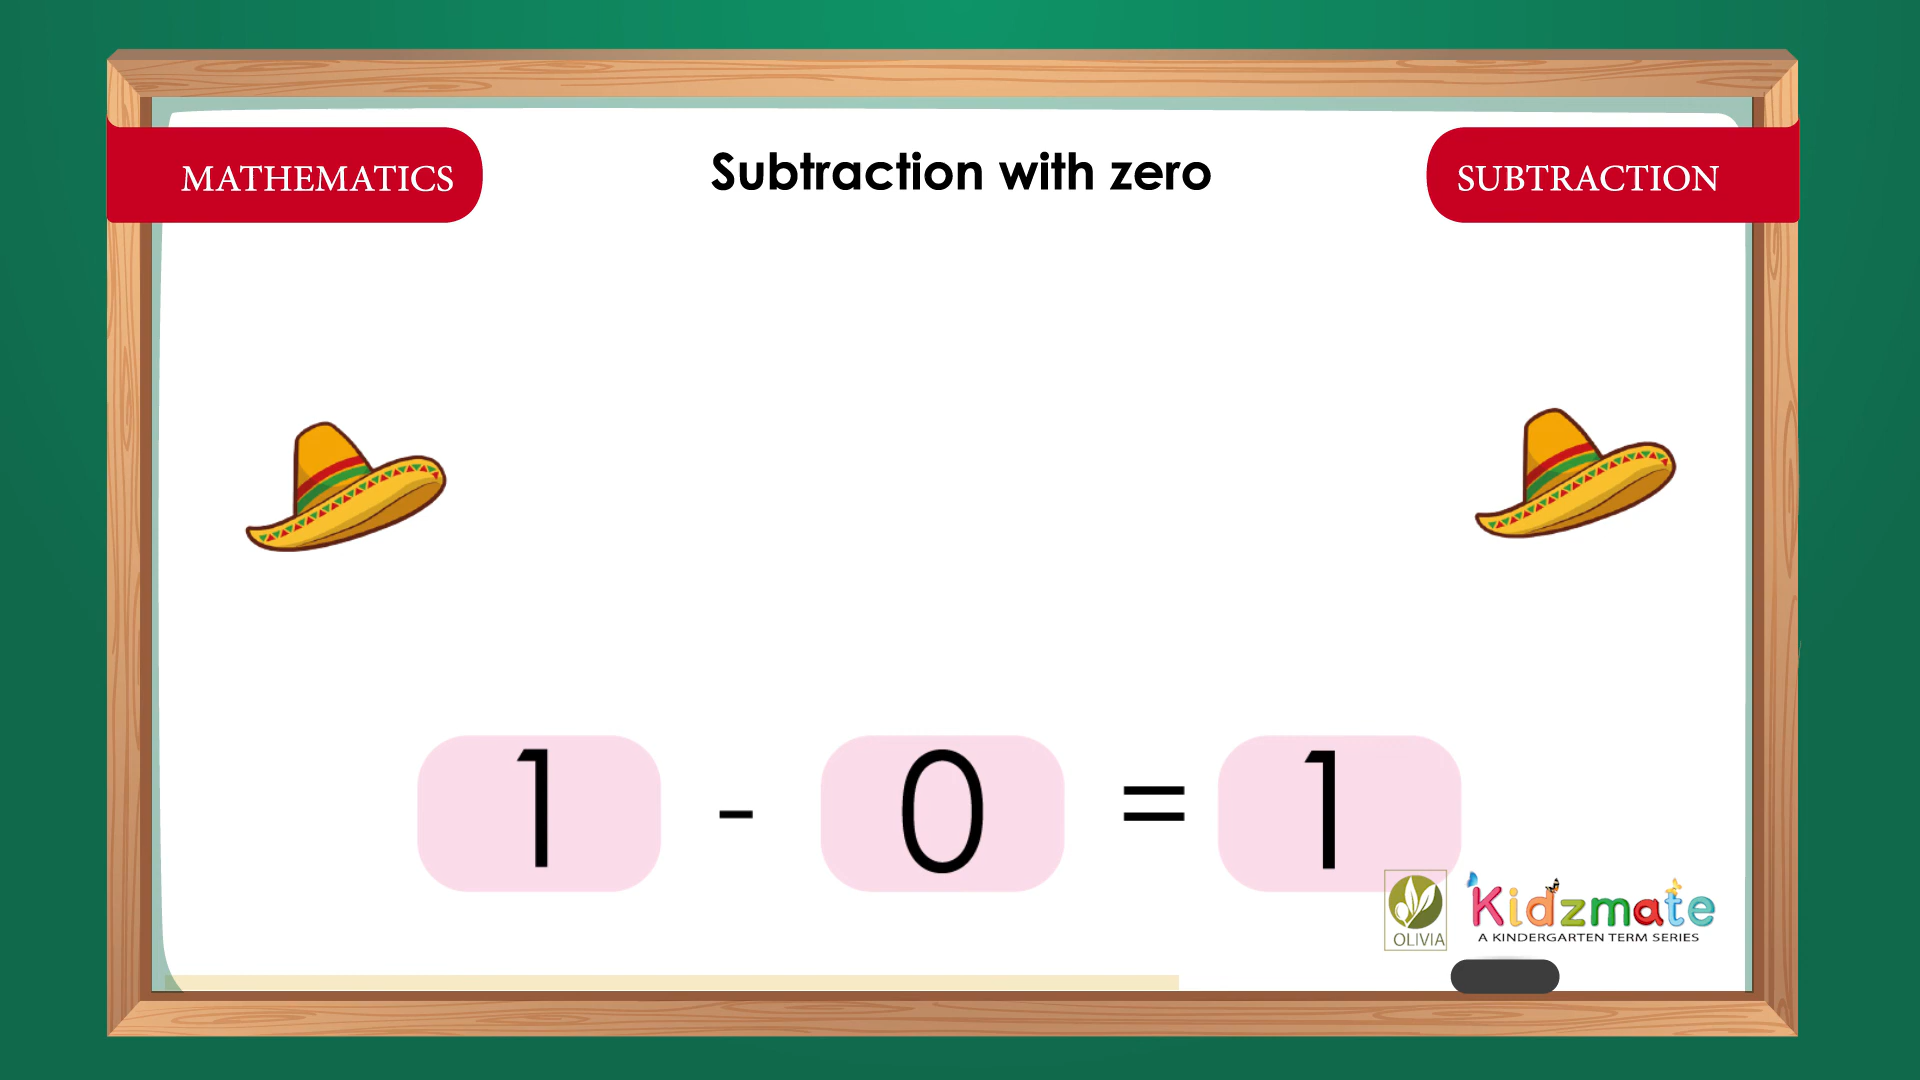 MATHEMATICS
Subtraction with zero
SUBTRACTION
1 - 0 = 1
OLIVIA
Kidzmate
A KINDERGARTEN TERM SERIES